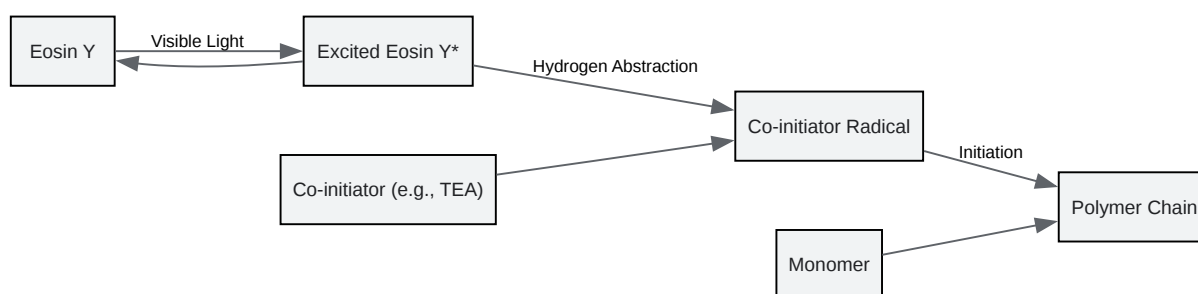 Eosin Y
Visible Light
Excited Eosin Y*
Hydrogen Abstraction
Co-initiator (e.g., TEA)
Co-initiator Radical
Initiation
Polymer Chain
Monomer